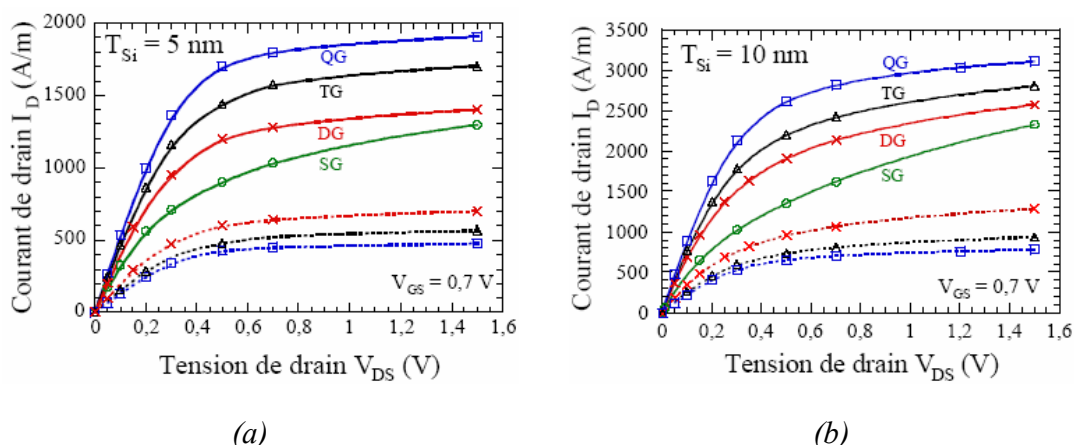 T_Si = 5 nm
Courant de drain I_D (A/m)
2000
1500
1000
500
0
QG
TG
DG
SG
V_GS = 0,7 V
0 0,2 0,4 0,6 0,8 1 1,2 1,4 1,6
Tension de drain V_DS (V)
(a)
T_Si = 10 nm
Courant de drain I_D (A/m)
3500
3000
2500
2000
1500
1000
500
0
QG
TG
DG
SG
V_GS = 0,7 V
0 0,2 0,4 0,6 0,8 1 1,2 1,4 1,6
Tension de drain V_DS (V)
(b)